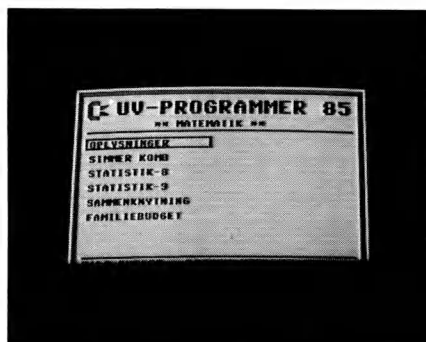 UV-PROGRAMMER 85
** MATEMATIK **
OPLYSNINGER
SIMMER KOMB
STATISTIK-8
STATISTIK-9
SAMMENKNYTNING
FAMILIEBUDGET